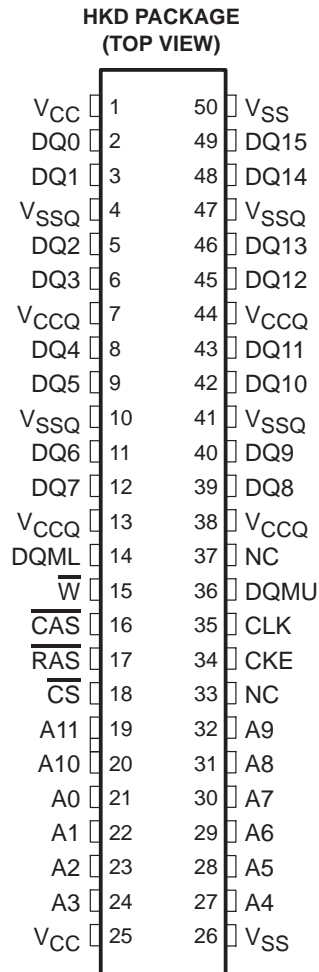 HKD PACKAGE
(TOP VIEW)
VCC 1 50 VSS
DQ0 2 49 DQ15
DQ1 3 48 DQ14
VSSQ 4 47 VSSQ
DQ2 5 46 DQ13
DQ3 6 45 DQ12
VCCQ 7 44 VCCQ
DQ4 8 43 DQ11
DQ5 9 42 DQ10
VSSQ 10 41 VSSQ
DQ6 11 40 DQ9
DQ7 12 39 DQ8
VCCQ 13 38 VCCQ
DQML 14 37 NC
W̅ 15 36 DQMU
C̅A̅S̅ 16 35 CLK
R̅A̅S̅ 17 34 CKE
C̅S̅ 18 33 NC
A11 19 32 A9
A10 20 31 A8
A0 21 30 A7
A1 22 29 A6
A2 23 28 A5
A3 24 27 A4
VCC 25 26 VSS